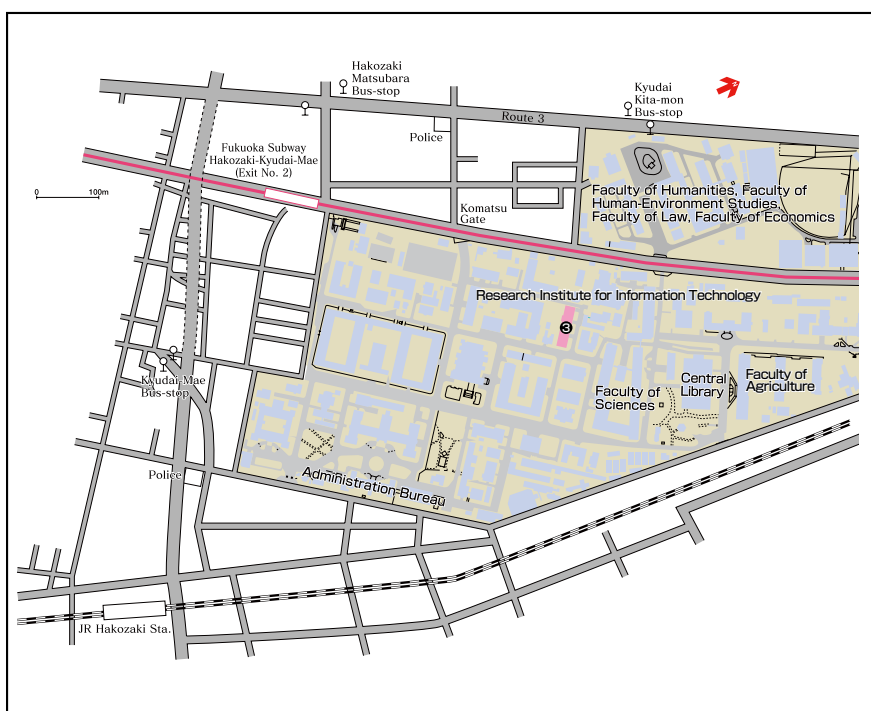 Hakozaki
Matsubara
Bus-stop
Kyudai
Kita-mon
Bus-stop
Route 3
Police
Fukuoka Subway
Hakozaki-Kyudai-Mae
(Exit No. 2)
0 100m
Komatsu
Gate
Faculty of Humanities, Faculty of
Human-Environment Studies,
Faculty of Law, Faculty of Economics
Research Institute for Information Technology
3
Kyudai-Mae
Bus-stop
Faculty of
Sciences
Central
Library
Faculty of
Agriculture
Police
Administration Bureau
JR Hakozaki Sta.